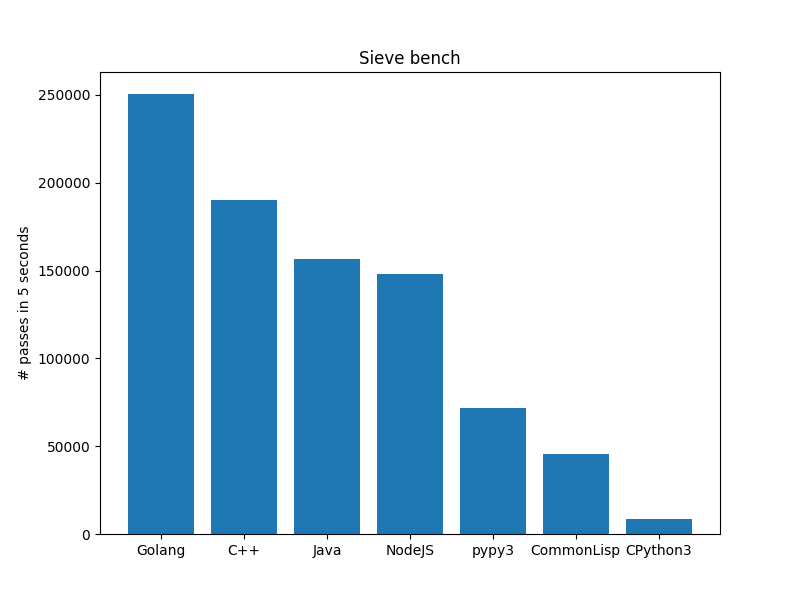 Sieve bench
# passes in 5 seconds
250000
200000
150000
100000
50000
0
Golang C++ Java NodeJS pypy3 CommonLisp CPython3